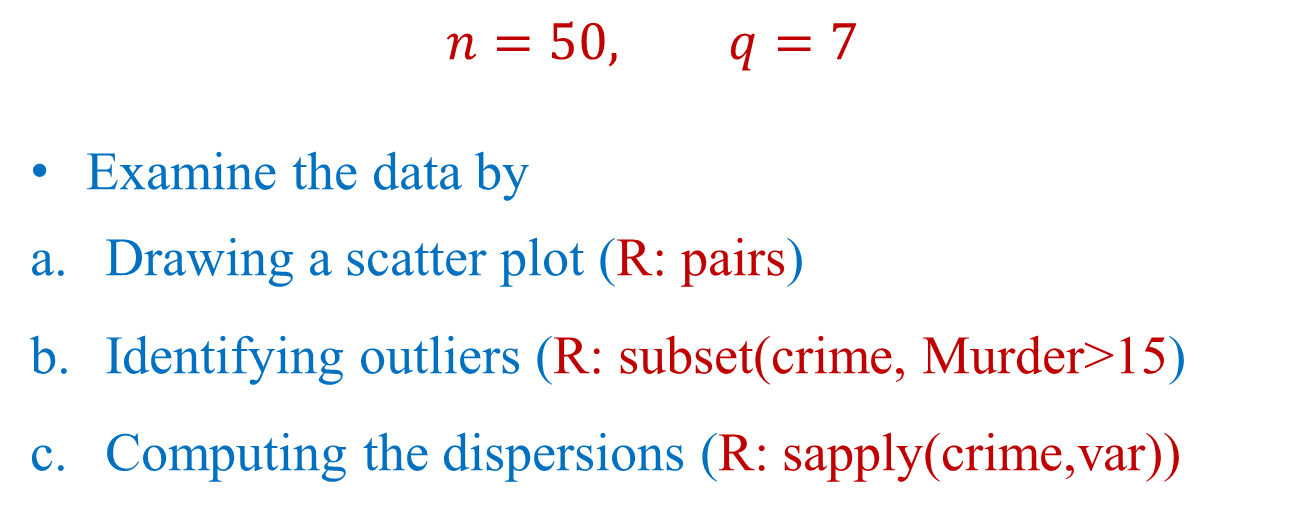 n = 50, q = 7
• Examine the data by
a. Drawing a scatter plot (R: pairs)
b. Identifying outliers (R: subset(crime, Murder>15)
c. Computing the dispersions (R: sapply(crime,var))